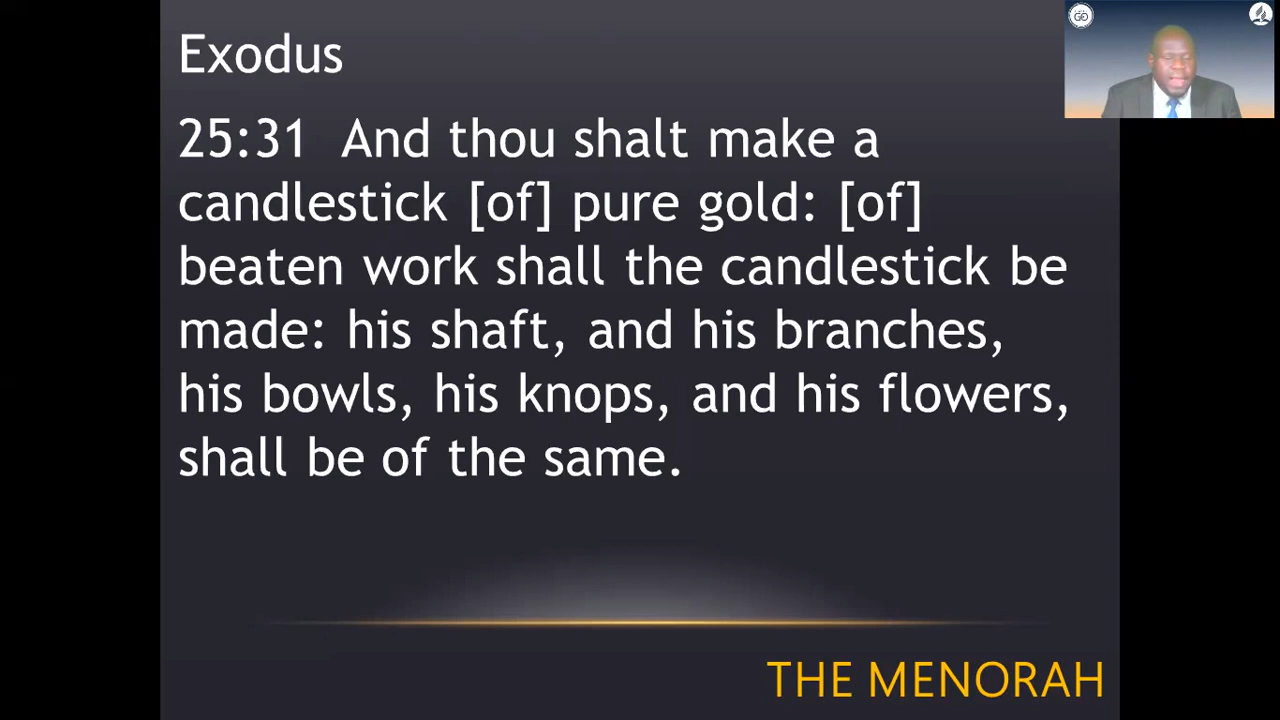 Exodus
25:31 And thou shalt make a
candlestick [of] pure gold: [of]
beaten work shall the candlestick be
made: his shaft, and his branches,
his bowls, his knops, and his flowers,
shall be of the same.
THE MENORAH
GO